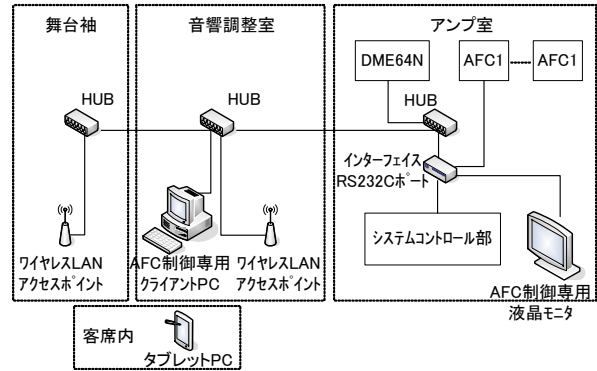 舞台袖
HUB
ワイヤレスLAN
アクセスポイント
音響調整室
HUB
AFC制御専用
クライアントPC
ワイヤレスLAN
アクセスポイント
アンプ室
DME64N
AFC1
AFC1
HUB
インターフェイス
RS232Cポート
システムコントロール部
AFC制御専用
液晶モニタ
客席内
タブレットPC